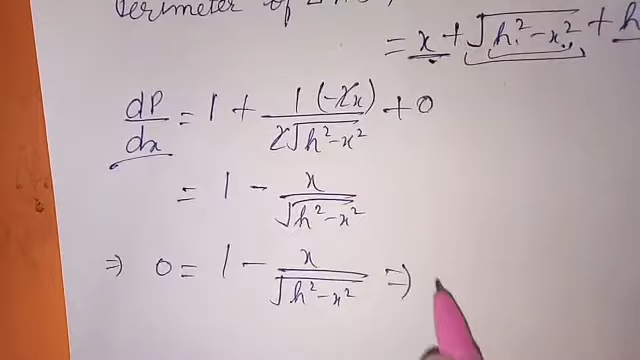 Perimeter of
= x + √(h² - x²) + h
dP/dx = 1 + 1(-2x)/2√(h² - x²) + 0
= 1 - x/√(h² - x²)
⇒ 0 = 1 - x/√(h² - x²) ⇒